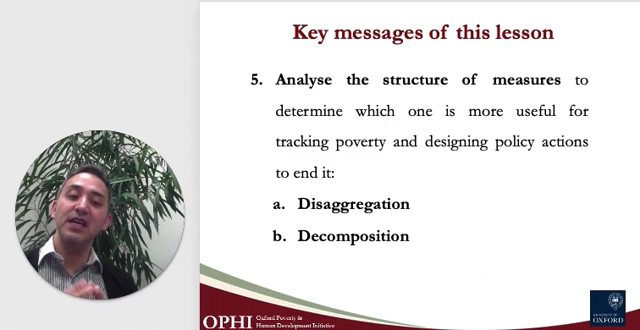 Key messages of this lesson
5. Analyse the structure of measures to
determine which one is more useful for
tracking poverty and designing policy actions
to end it:
a. Disaggregation
b. Decomposition
OPHI Oxford Poverty &
Human Development Initiative
UNIVERSITY OF
OXFORD